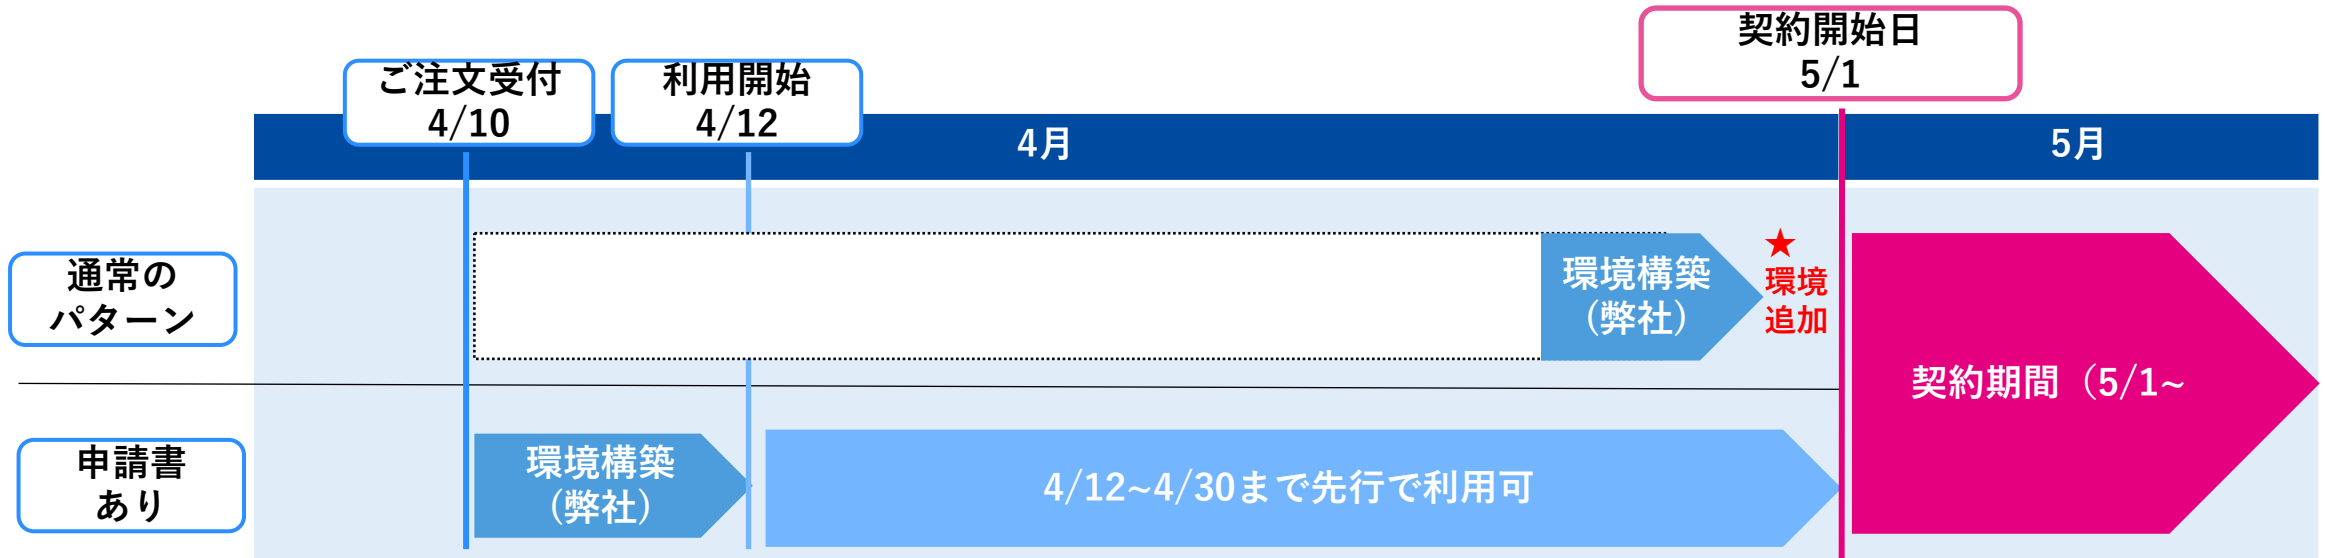 契約開始日
5/1
ご注文受付
4/10
利用開始
4/12
4月
5月
通常の
パターン
環境構築
(弊社)
★
環境
追加
契約期間（5/1~
申請書
あり
環境構築
(弊社)
4/12~4/30まで先行で利用可